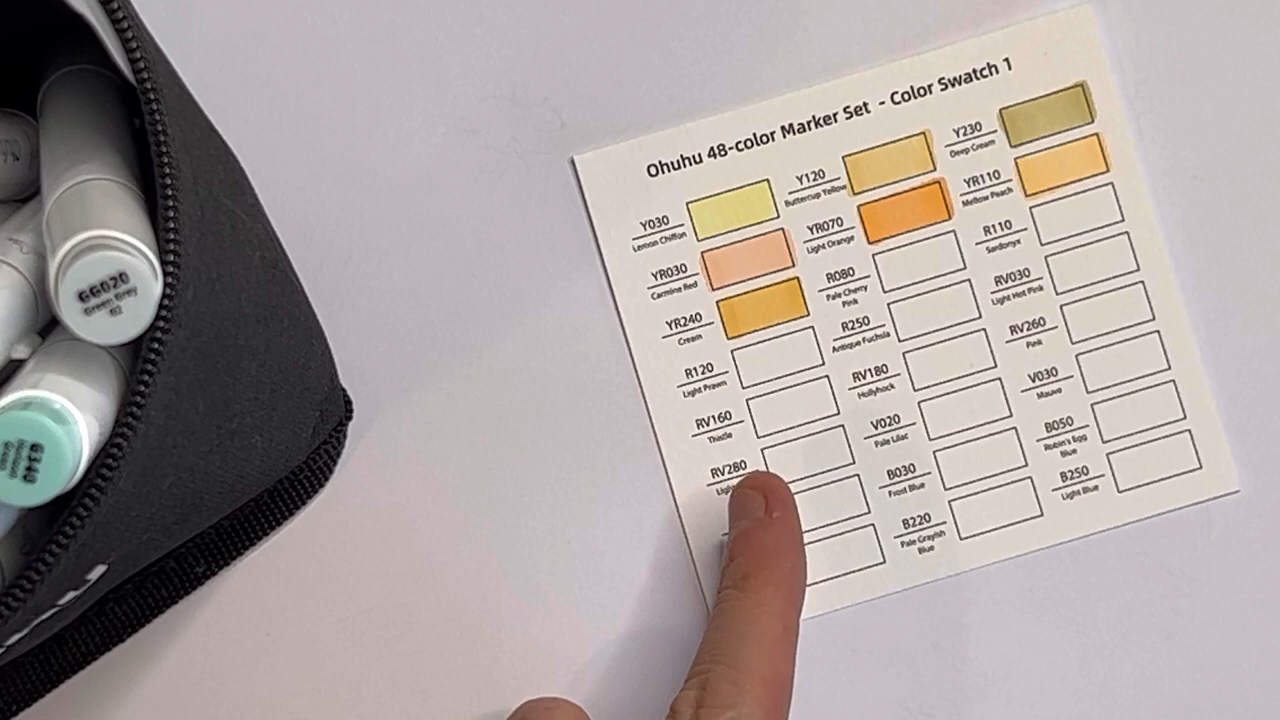 Ohuhu 48-color Marker Set - Color Swatch 1
Y030
Lemon Chiffon
Y120
Buttercup Yellow
Y230
Deep Cream
YR030
Carmine Red
YR070
Light Orange
YR110
Mellow Peach
YR240
Cream
R080
Pale Cherry
Pink
R110
Sardonyx
R120
Light Prawn
R250
Antique Fuchsia
RV030
Light Hot Pink
RV160
Thistle
RV180
Hollyhock
RV260
Pink
RV280
V020
Pale Lilac
V030
Mauve
B030
Frost Blue
B050
Robin's Egg
Blue
B220
Pale Grayish
Blue
B250
Light Blue
GG020
Green Grey
02
G340